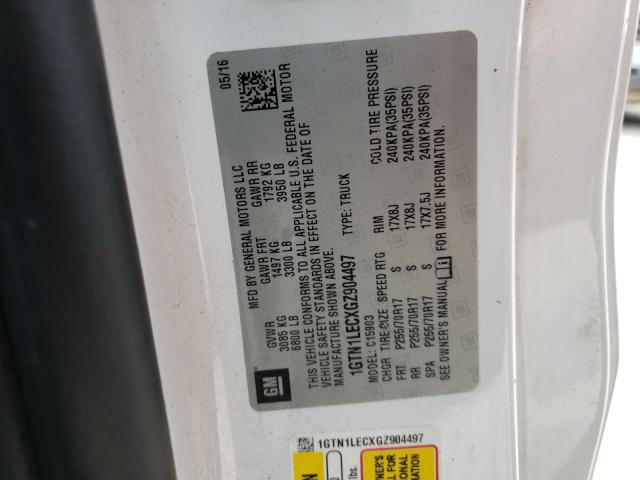 GM
MFD BY GENERAL MOTORS LLC
05/16
GVWR GAWR FRT GAWR RR
3085 KG 1497 KG 1792 KG
6800 LB 3300 LB 3950 LB
THIS VEHICLE CONFORMS TO ALL APPLICABLE U.S. FEDERAL MOTOR
VEHICLE SAFETY STANDARDS IN EFFECT ON THE DATE OF
MANUFACTURE SHOWN ABOVE.
1GTN1LECXGZ904497 TYPE: TRUCK
MODEL: C15903
CHGR TIRE-SIZE SPEED RTG RIM COLD TIRE PRESSURE
FRT P255/70R17 S 17X8J 240KPA(35PSI)
RR P255/70R17 S 17X8J 240KPA(35PSI)
SPA P255/70R17 S 17X7.5J 240KPA(35PSI)
SEE OWNER'S MANUAL FOR MORE INFORMATION.
1GTN1LECXGZ904497
lbs.